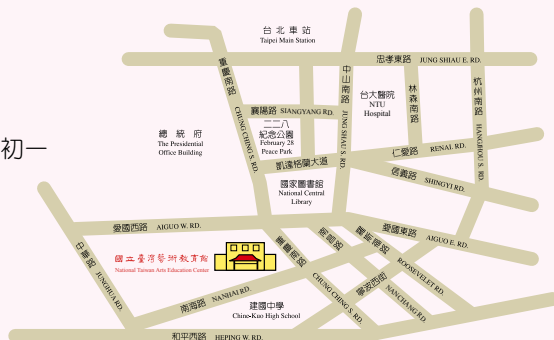 台北車站
Taipei Main Station
忠孝東路 JUNG SHIAU E. RD.
重慶南路
CHUNG CHING S. RD.
中山南路
JUNG SHAU S. RD.
台大醫院
NTU
Hospital
林森南路
杭州南路
HANGHOU S. RD.
襄陽路 SIANGYANG RD.
二二八
紀念公園
February 28
Peace Park
總統府
The Presidential
Office Building
初一
凱達格蘭大道
仁愛路 RENAI. RD.
信義路 SHINGYI RD.
國家圖書館
National Central
Library
愛國西路 AIGUO W. RD.
愛國東路 AIGUO E. RD.
中華路 JUNGHUA RD.
國立臺灣藝術教育館
National Taiwan Arts Education Center
重慶南路
CHUNG CHING S. RD.
羅斯福路
ROOSEVELET RD.
寧波西街
NANCHANG RD.
南海路 NANHAI RD.
建國中學
Chine-Kuo High School
和平西路 HEPING W. RD.